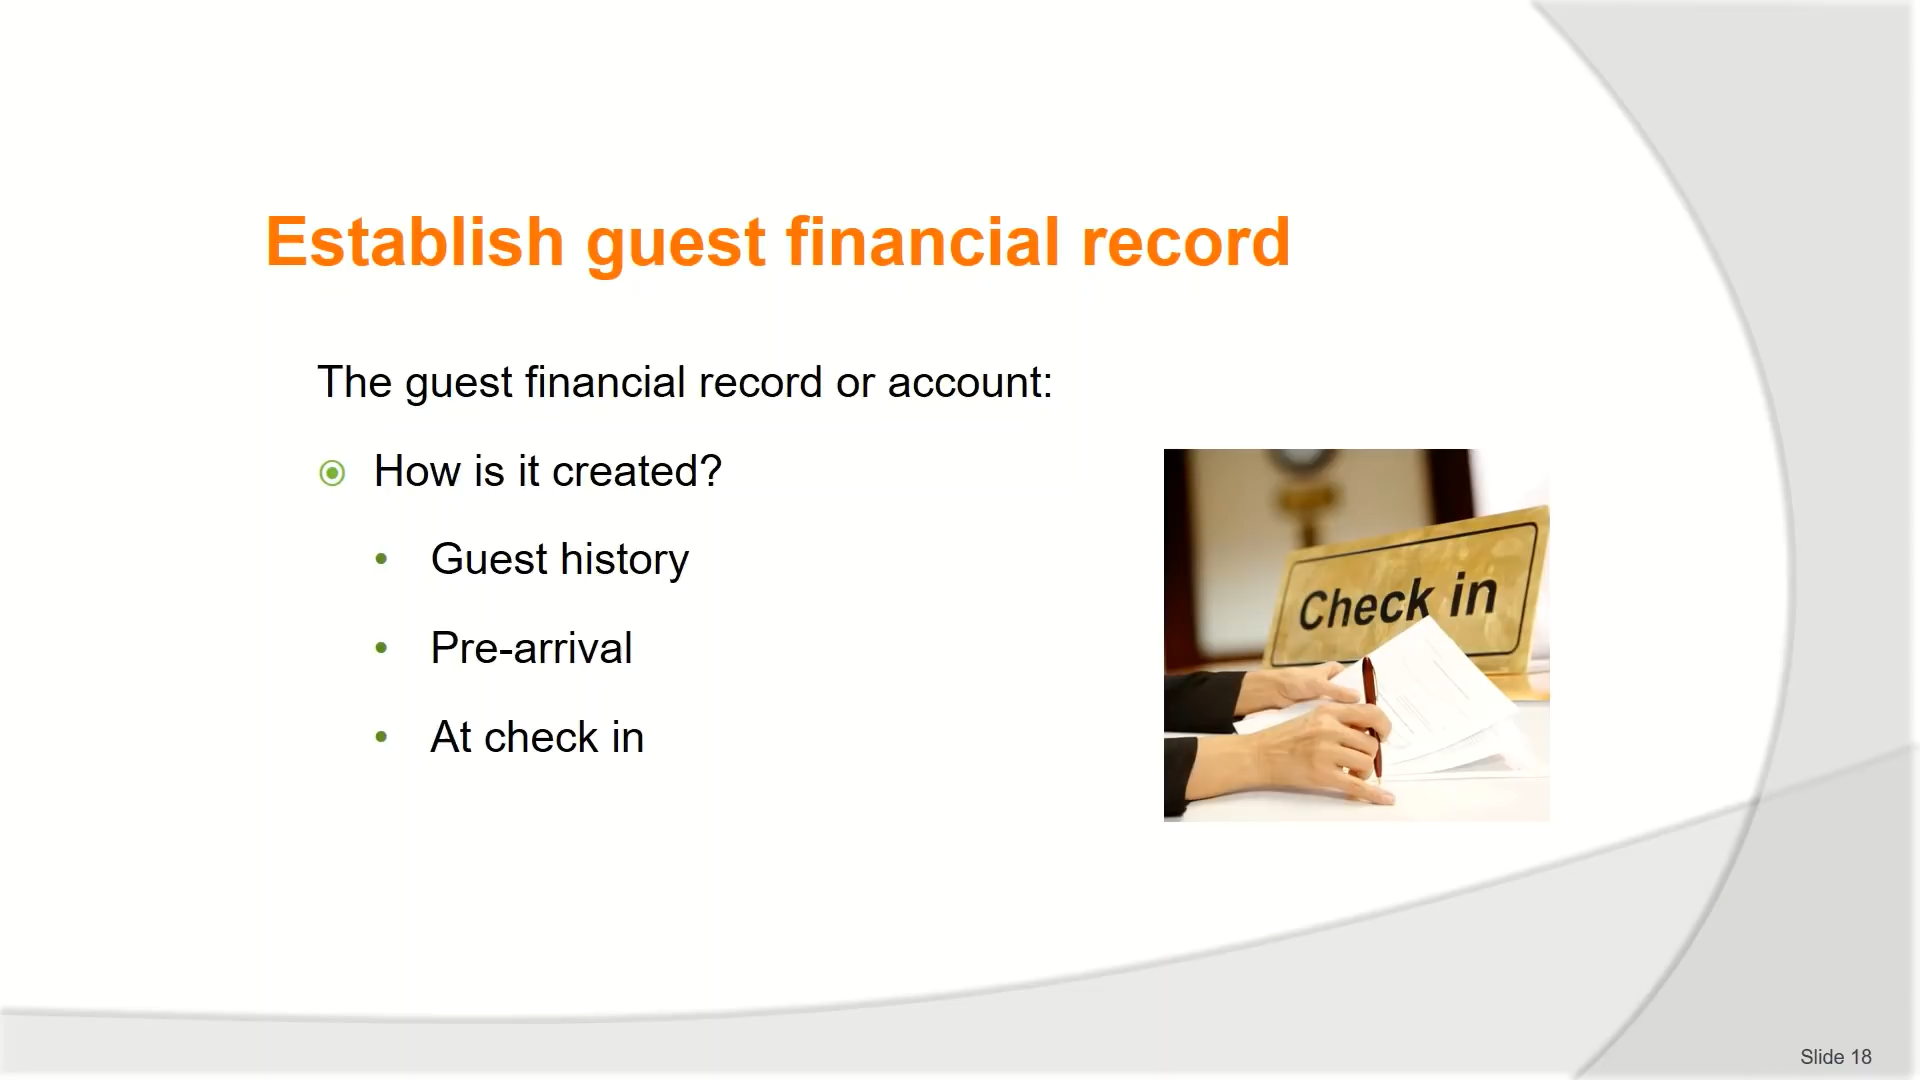 Establish guest financial record
The guest financial record or account:
How is it created?
• Guest history
• Pre-arrival
• At check in
Check in
Slide 18